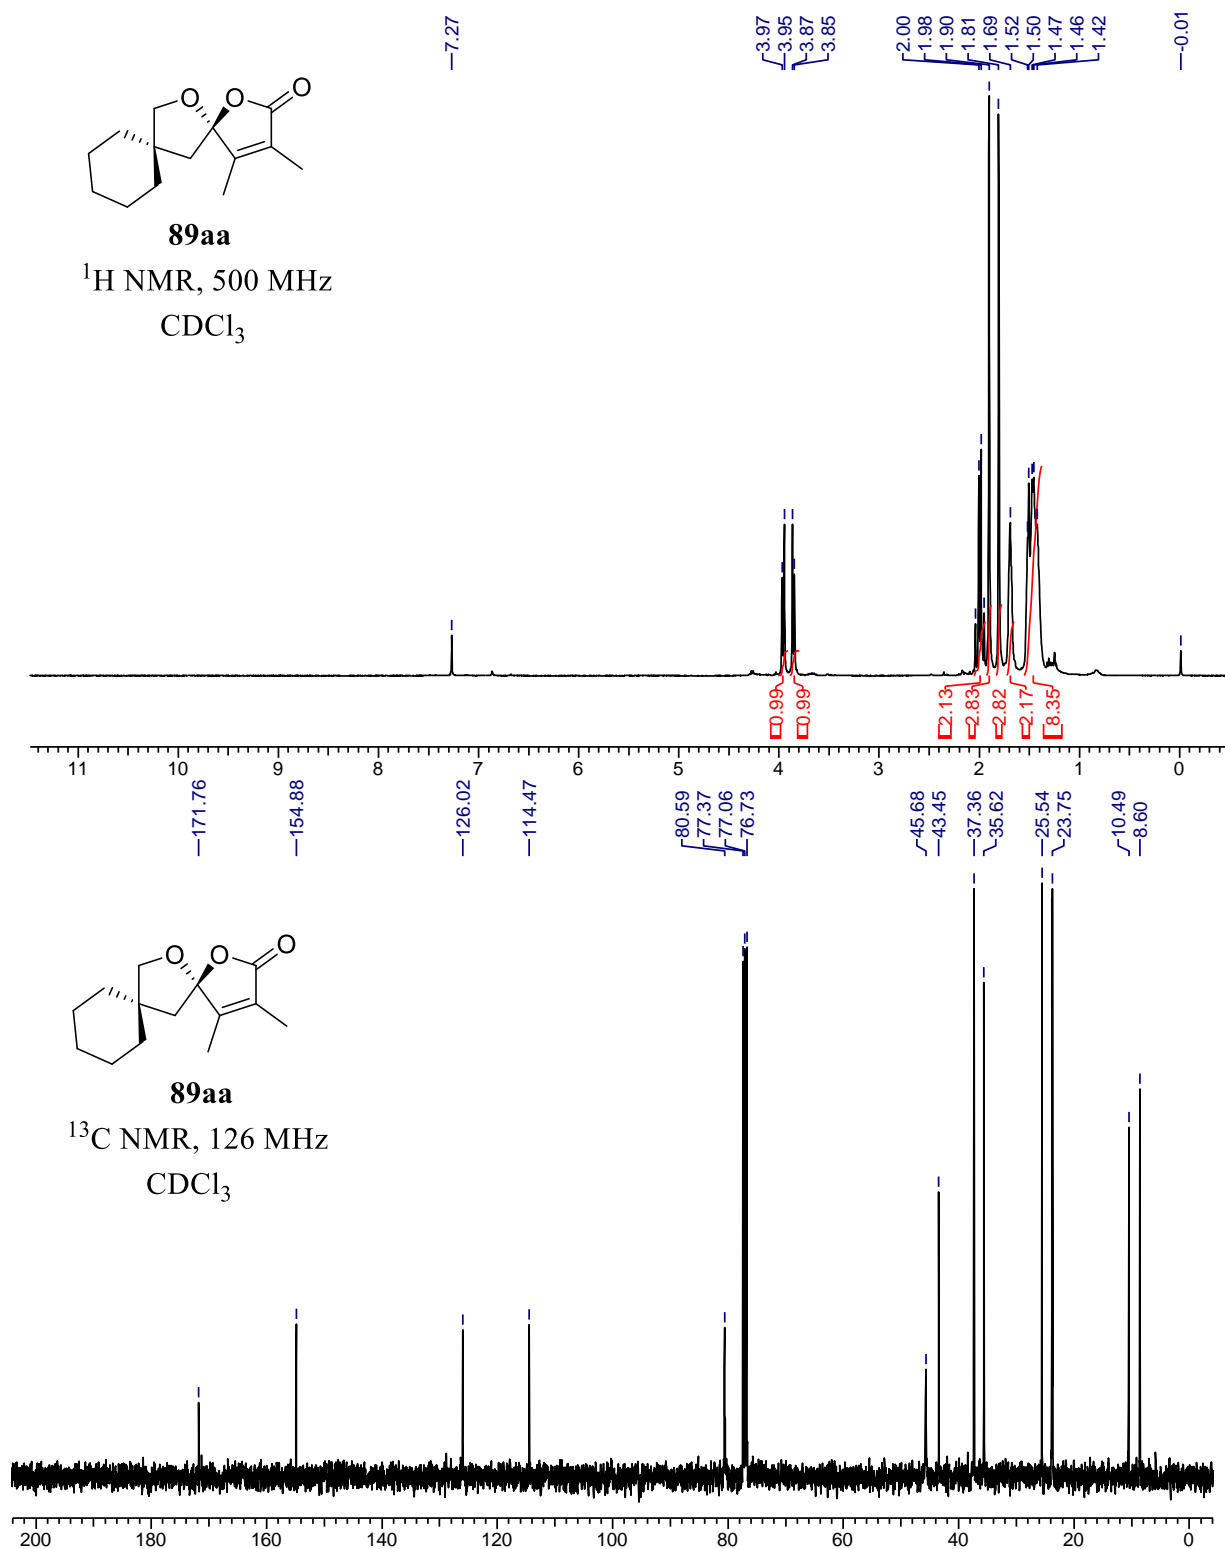 7.27
3.97
3.95
3.87
3.85
2.00
1.98
1.90
1.81
1.69
1.52
1.50
1.47
1.46
1.42
-0.01
O
O
O
89aa
¹H NMR, 500 MHz
CDCl₃
0.99
0.99
2.13
2.83
2.82
2.17
8.35
11 10 9 8 7 6 5 4 3 2 1 0
171.76
154.88
126.02
114.47
80.59
77.37
77.06
76.73
45.68
43.45
37.36
35.62
25.54
23.75
10.49
8.60
O
O
O
89aa
¹³C NMR, 126 MHz
CDCl₃
200 180 160 140 120 100 80 60 40 20 0